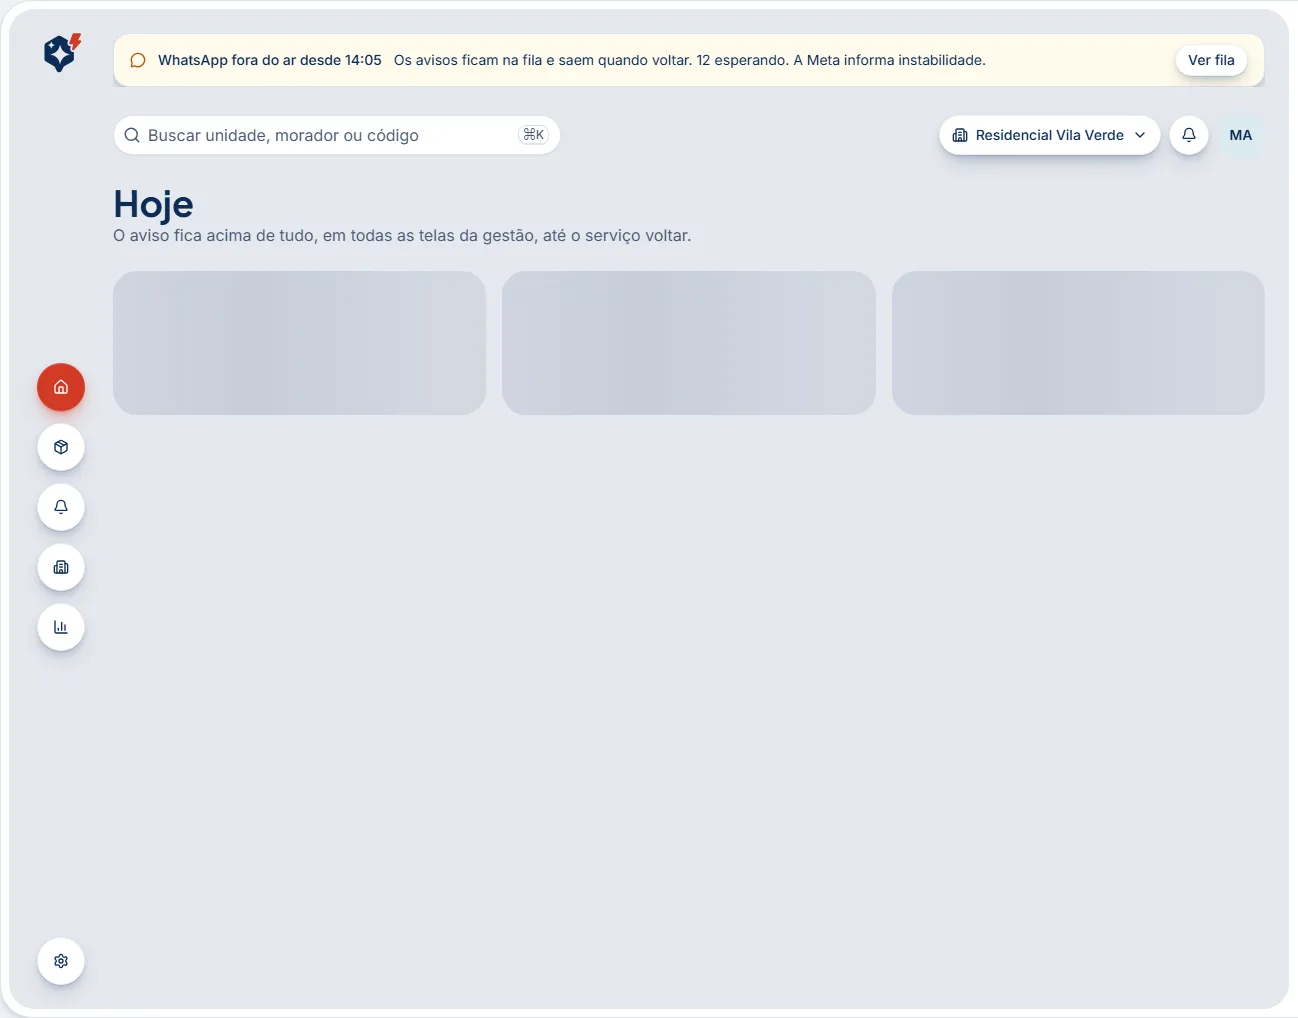 WhatsApp fora do ar desde 14:05 Os avisos ficam na fila e saem quando voltar. 12 esperando. A Meta informa instabilidade. Ver fila
Buscar unidade, morador ou código ⌘K Residencial Vila Verde MA
Hoje
O aviso fica acima de tudo, em todas as telas da gestão, até o serviço voltar.